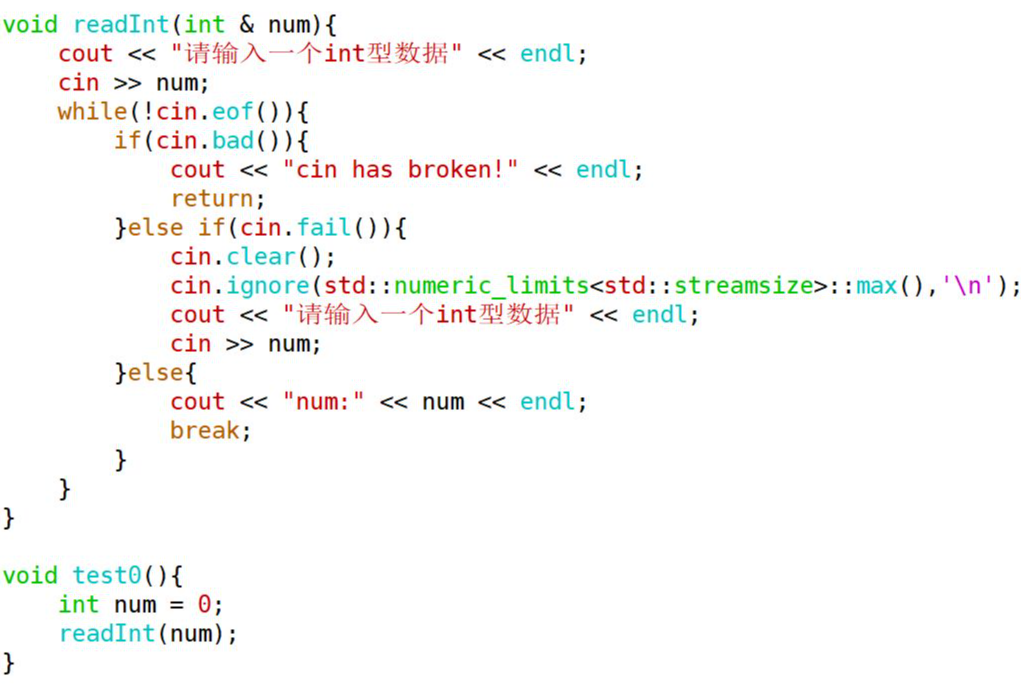 void readInt(int & num){
    cout << "请输入一个int型数据" << endl;
    cin >> num;
    while(!cin.eof()){
        if(cin.bad()){
            cout << "cin has broken!" << endl;
            return;
        }else if(cin.fail()){
            cin.clear();
            cin.ignore(std::numeric_limits<std::streamsize>::max(),'\n');
            cout << "请输入一个int型数据" << endl;
            cin >> num;
        }else{
            cout << "num:" << num << endl;
            break;
        }
    }
}

void test0(){
    int num = 0;
    readInt(num);
}